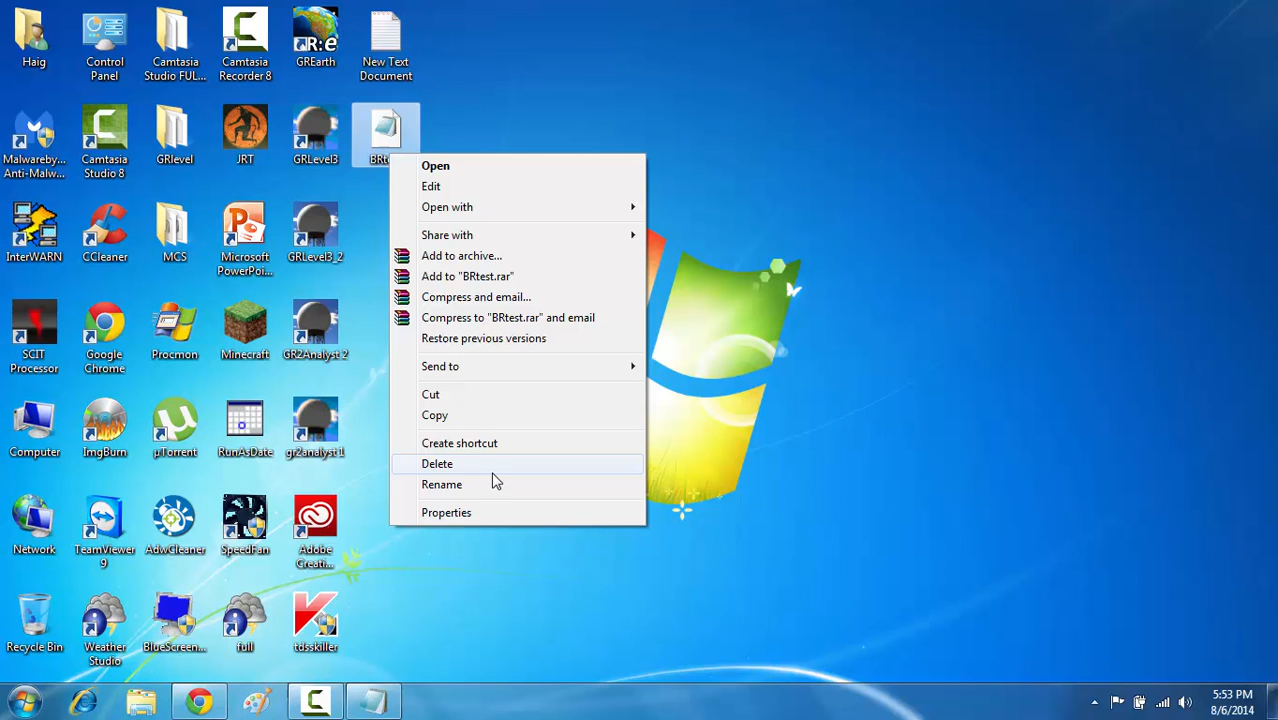 Haig
Control
Panel
Camtasia
Studio FUL...
Camtasia
Recorder 8
R:e
GREarth
New Text
Document
Malwareby...
Anti-Malw...
Camtasia
Studio 8
GRlevel
JRT
GRLevel3
Open
Edit
Open with
Share with
Add to archive...
Add to "BRtest.rar"
Compress and email...
Compress to "BRtest.rar" and email
Restore previous versions
Send to
Cut
Copy
Create shortcut
Delete
Rename
Properties
InterWARN
CCleaner
MCS
Microsoft
PowerPoi...
GRLevel3_2
SCIT
Processor
Google
Chrome
Procmon
Minecraft
GR2Analyst 2
Computer
ImgBurn
µTorrent
RunAsDate
gr2analyst 1
Network
TeamViewer
9
AdwCleaner
SpeedFan
Adobe
Creati...
Recycle Bin
Weather
Studio
BlueScreen...
full
tdsskiller
5:53 PM
8/6/2014